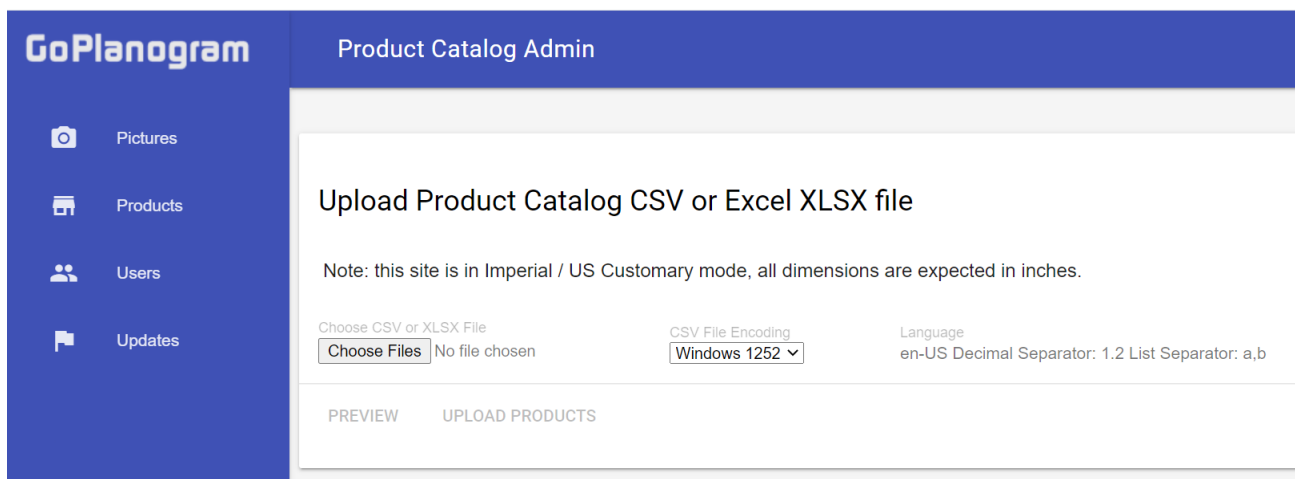 GoPlanogram
Product Catalog Admin
Pictures
Products
Users
Updates
Upload Product Catalog CSV or Excel XLSX file
Note: this site is in Imperial / US Customary mode, all dimensions are expected in inches.
Choose CSV or XLSX File
Choose Files No file chosen
CSV File Encoding
Windows 1252
Language
en-US Decimal Separator: 1.2 List Separator: a,b
PREVIEW UPLOAD PRODUCTS